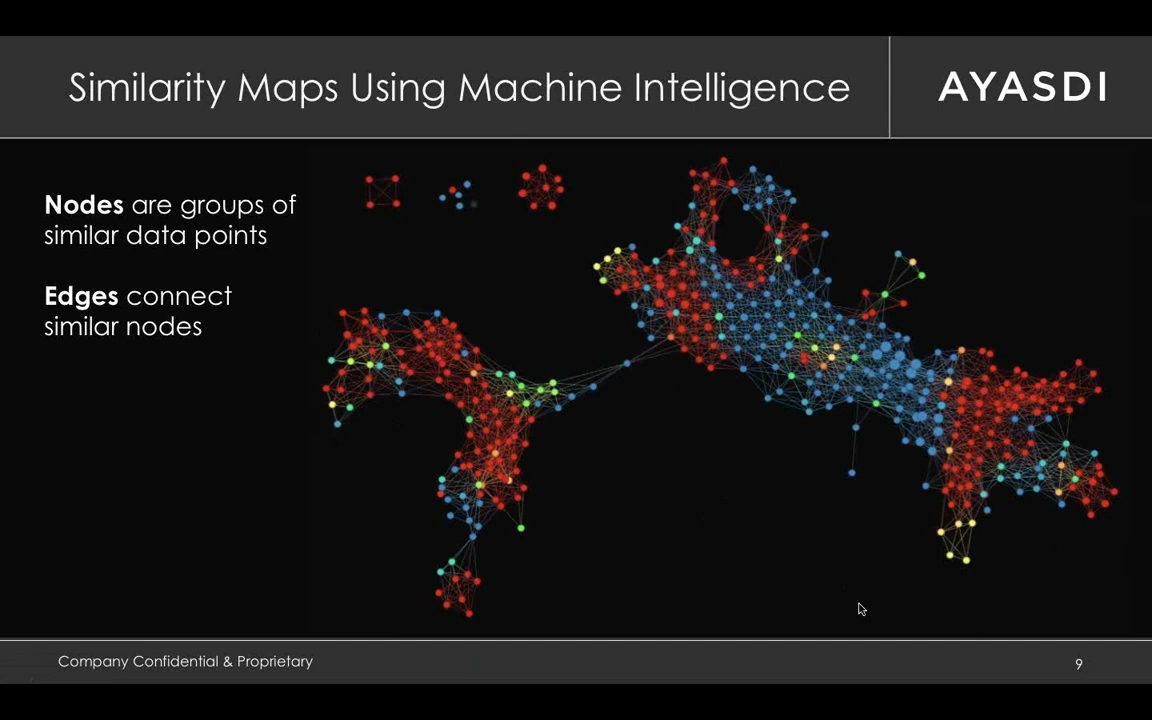 Similarity Maps Using Machine Intelligence
AYASDI
Nodes are groups of
similar data points
Edges connect
similar nodes
Company Confidential & Proprietary
9